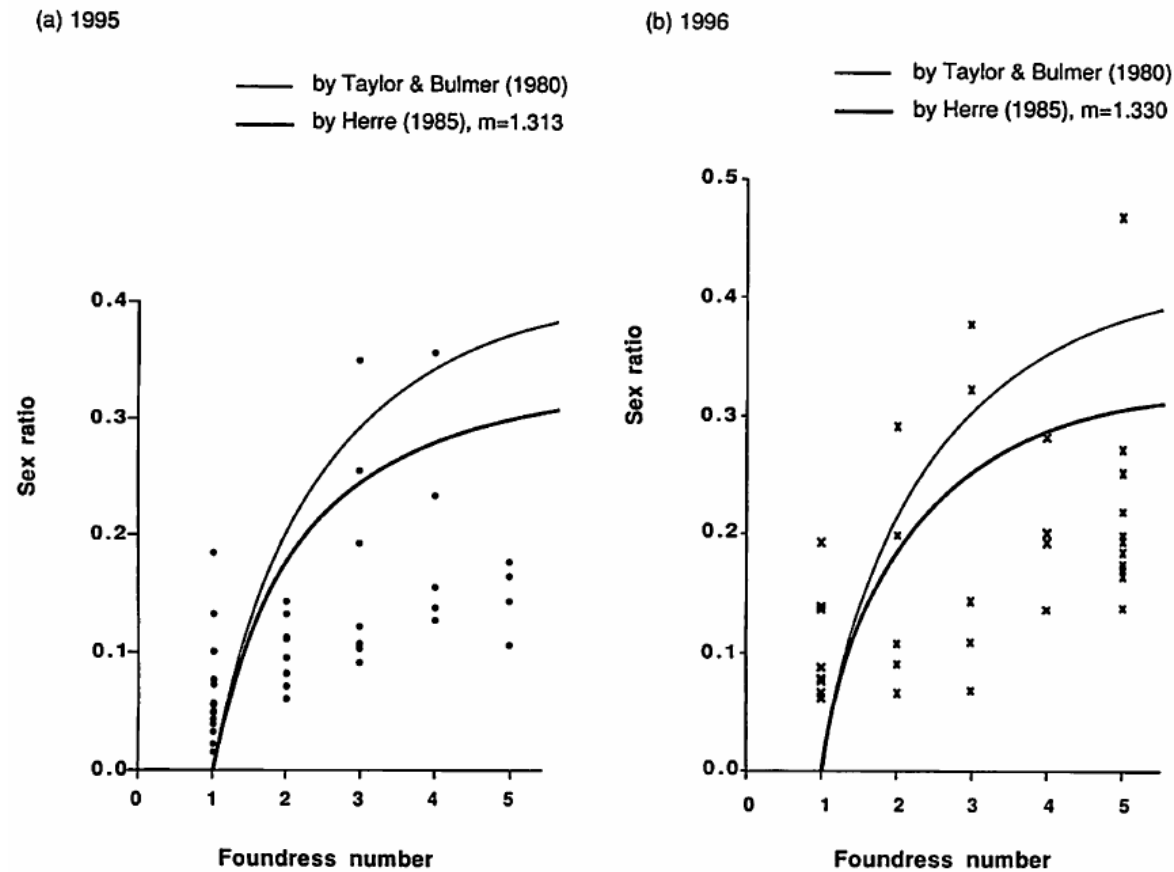 (a) 1995
by Taylor & Bulmer (1980)
by Herre (1985), m=1.313
0.4
0.3
0.2
0.1
0.0
Sex ratio
0 1 2 3 4 5
Foundress number
(b) 1996
by Taylor & Bulmer (1980)
by Herre (1985), m=1.330
0.5
0.4
0.3
0.2
0.1
0.0
Sex ratio
0 1 2 3 4 5
Foundress number